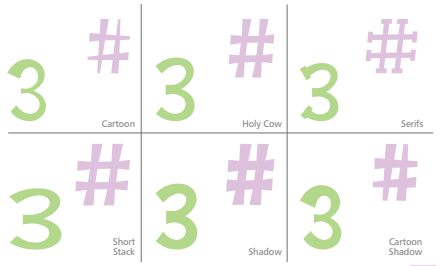 3 #
Cartoon
3 #
Holy Cow
3 #
Serifs
3 #
Short
Stack
3 #
Shadow
3 #
Cartoon
Shadow